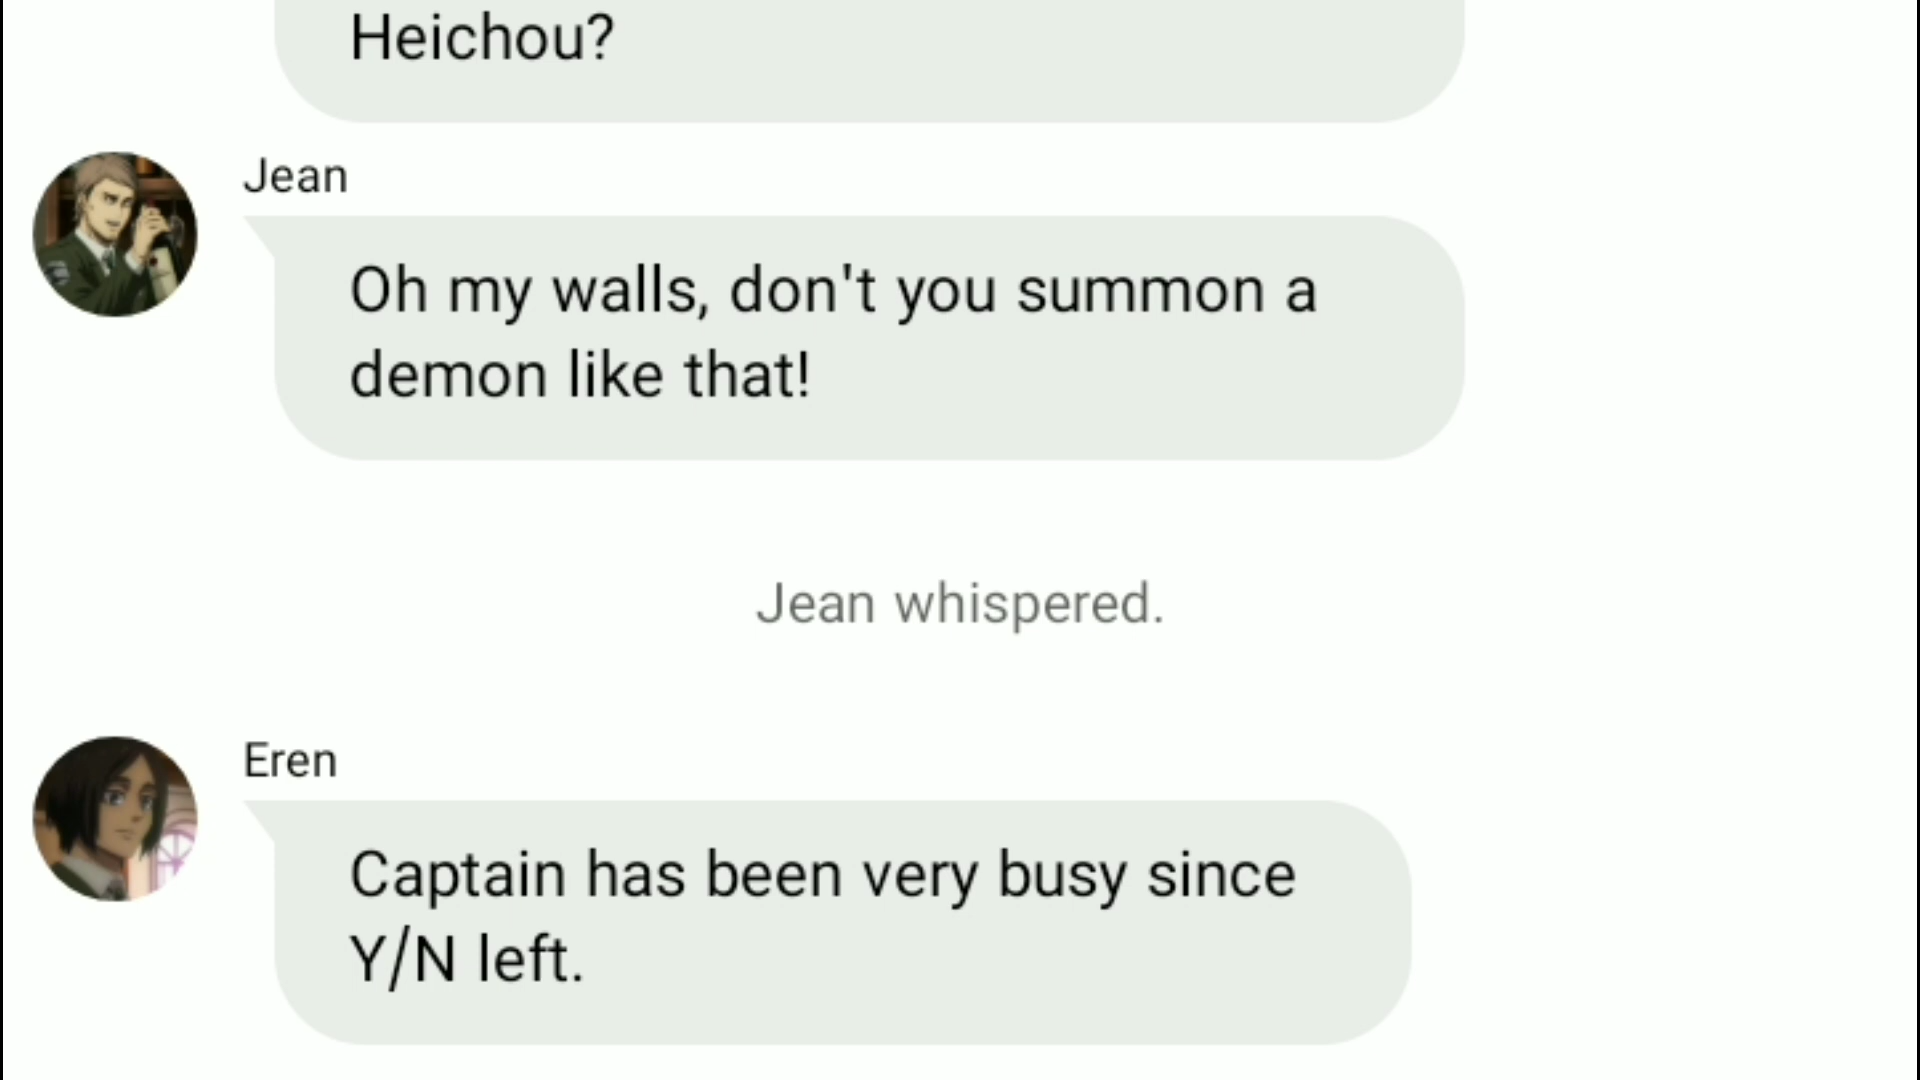 Heichou?
Jean
Oh my walls, don't you summon a
demon like that!
Jean whispered.
Eren
Captain has been very busy since
Y/N left.